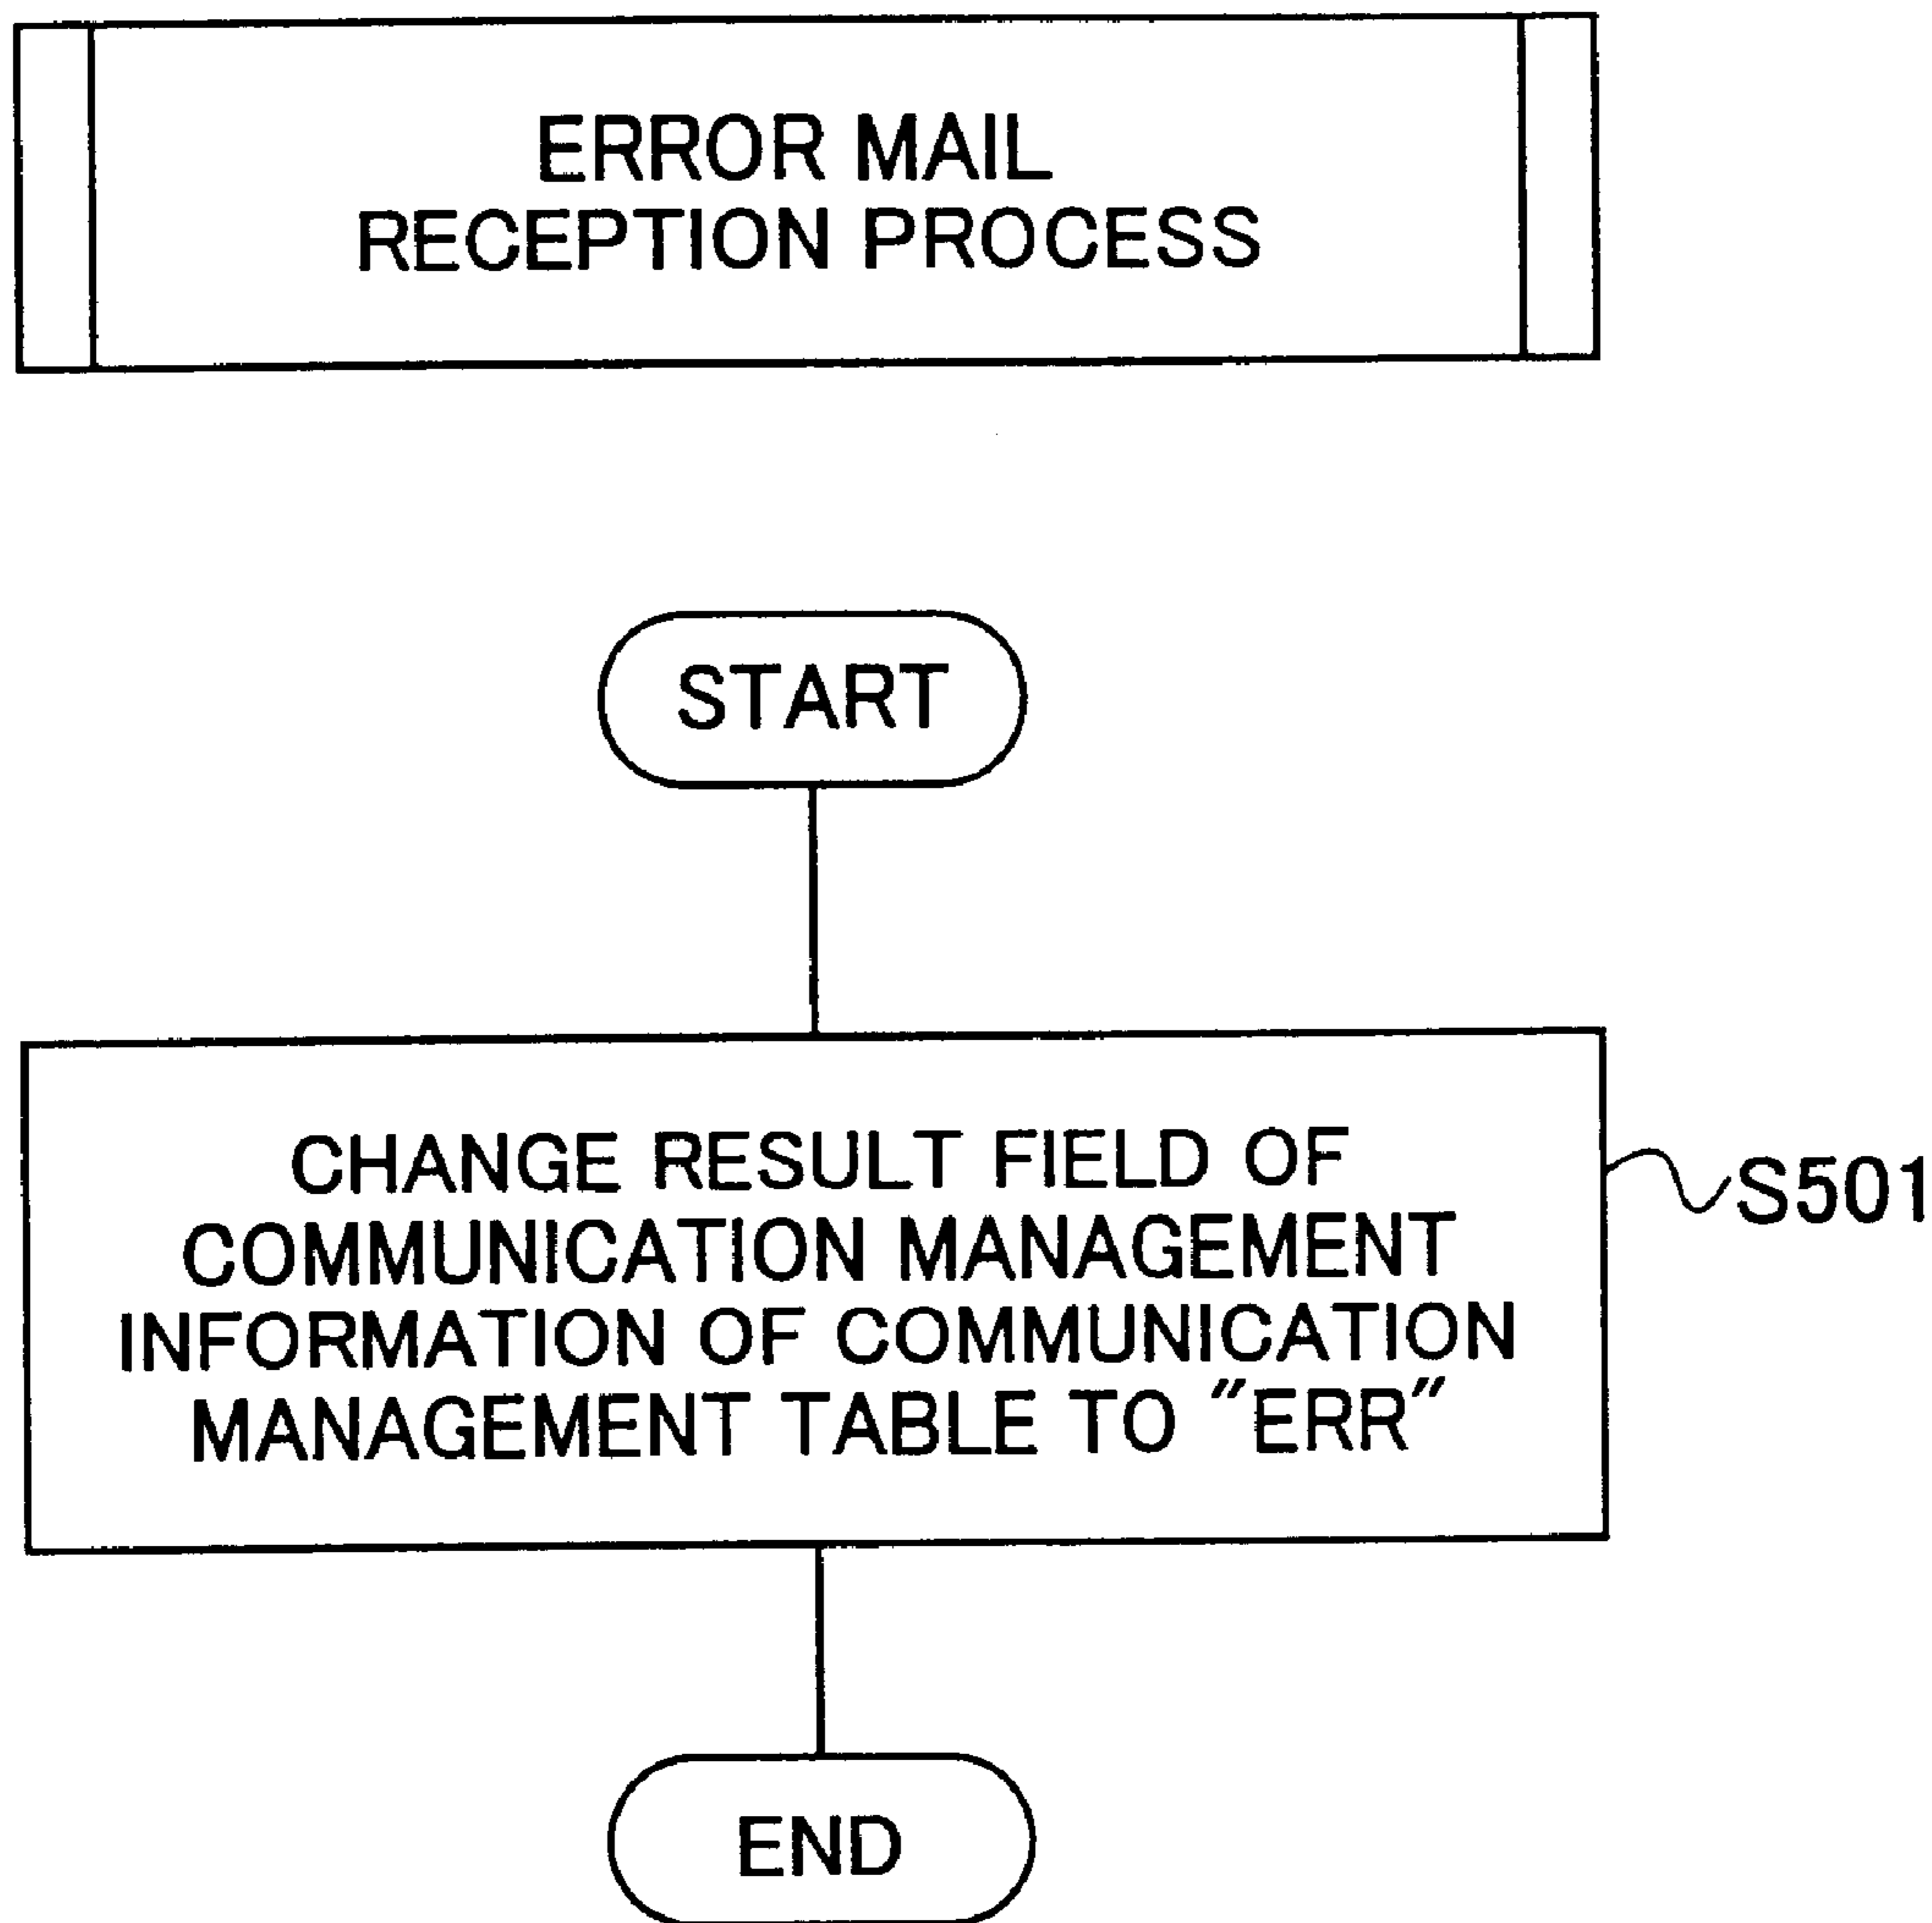 ERROR MAIL
RECEPTION PROCESS
START
CHANGE RESULT FIELD OF
COMMUNICATION MANAGEMENT
INFORMATION OF COMMUNICATION
MANAGEMENT TABLE TO "ERR"
S501
END